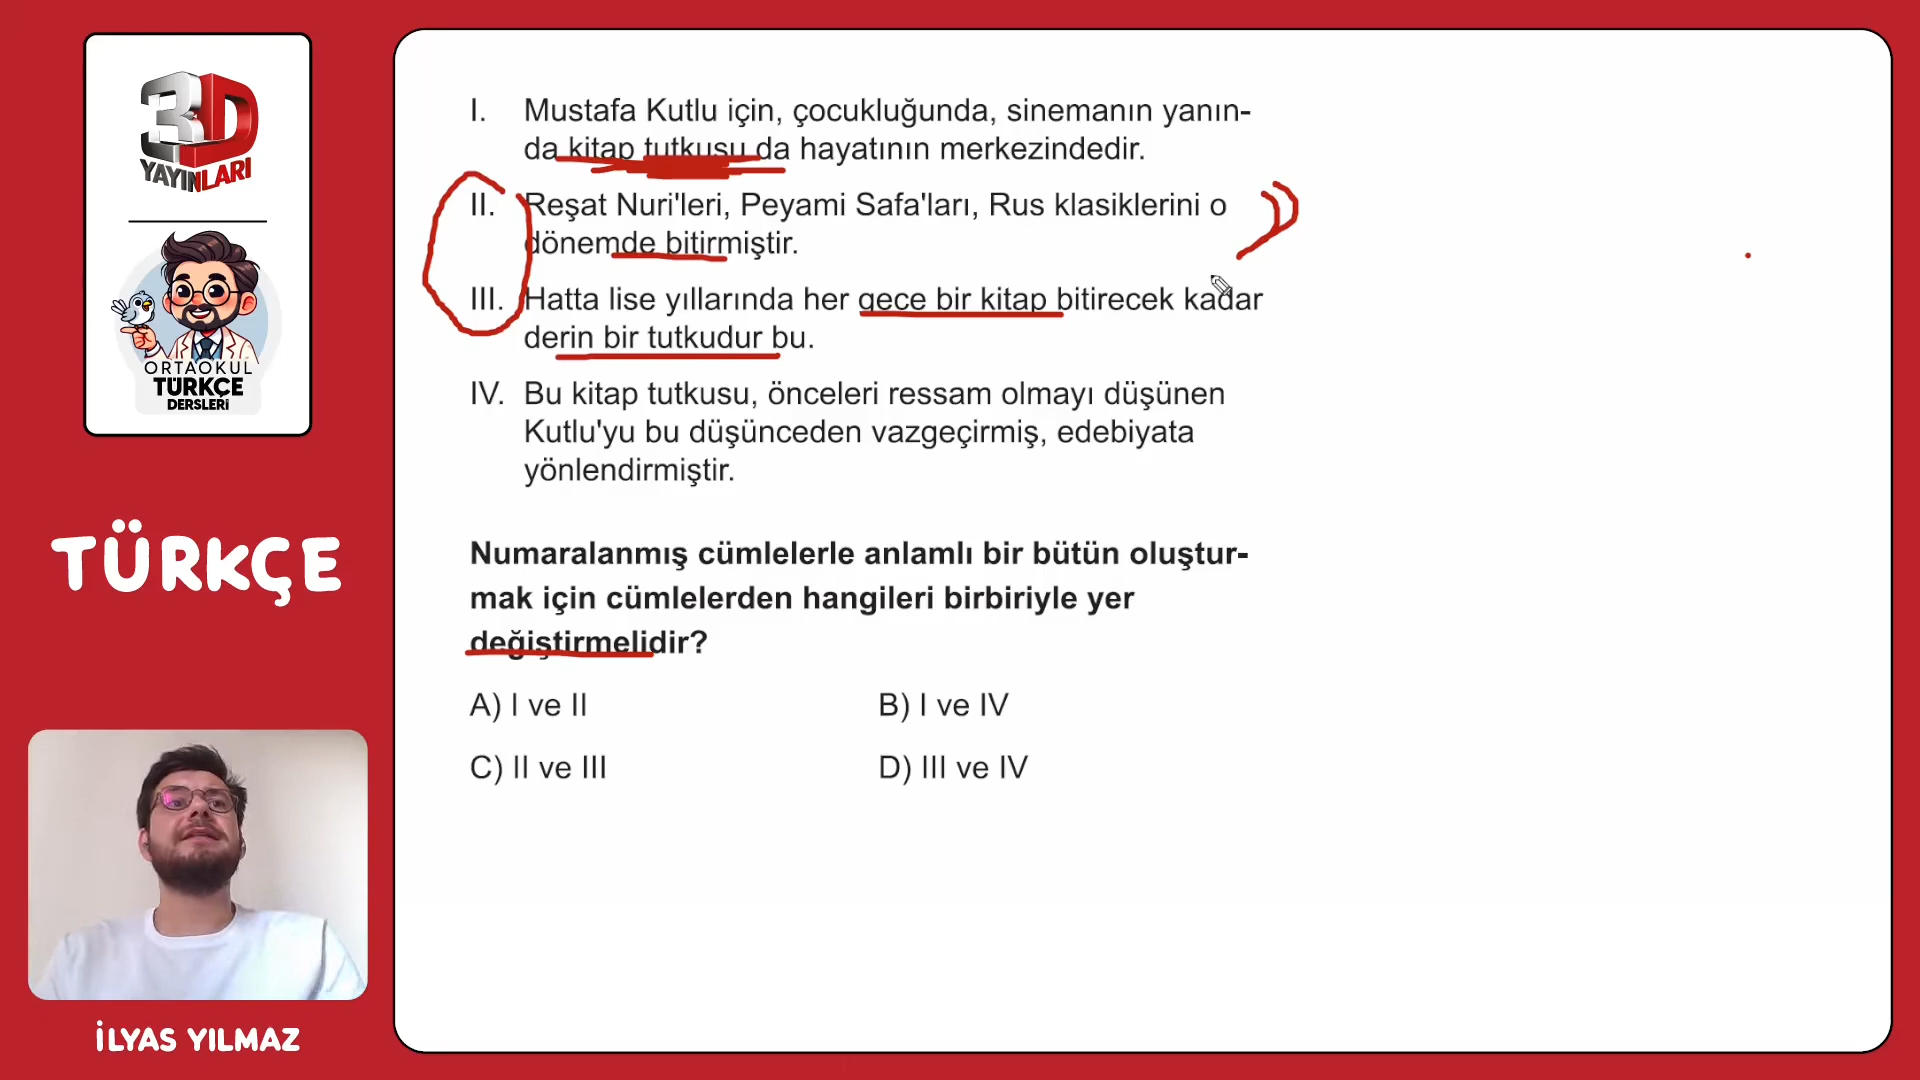 3D
YAYINLARI
ORTAOKUL
TÜRKÇE
DERSLERİ
TÜRKÇE
İLYAS YILMAZ
I. Mustafa Kutlu için, çocukluğunda, sinemanın yanın-
da kitap tutkusu da hayatının merkezindedir.
II. Reşat Nuri'leri, Peyami Safa'ları, Rus klasiklerini o
dönemde bitirmiştir.
III. Hatta lise yıllarında her gece bir kitap bitirecek kadar
derin bir tutkudur bu.
IV. Bu kitap tutkusu, önceleri ressam olmayı düşünen
Kutlu'yu bu düşünceden vazgeçirmiş, edebiyata
yönlendirmiştir.
Numaralanmış cümlelerle anlamlı bir bütün oluştur-
mak için cümlelerden hangileri birbiriyle yer
değiştirmelidir?
A) I ve II B) I ve IV
C) II ve III D) III ve IV